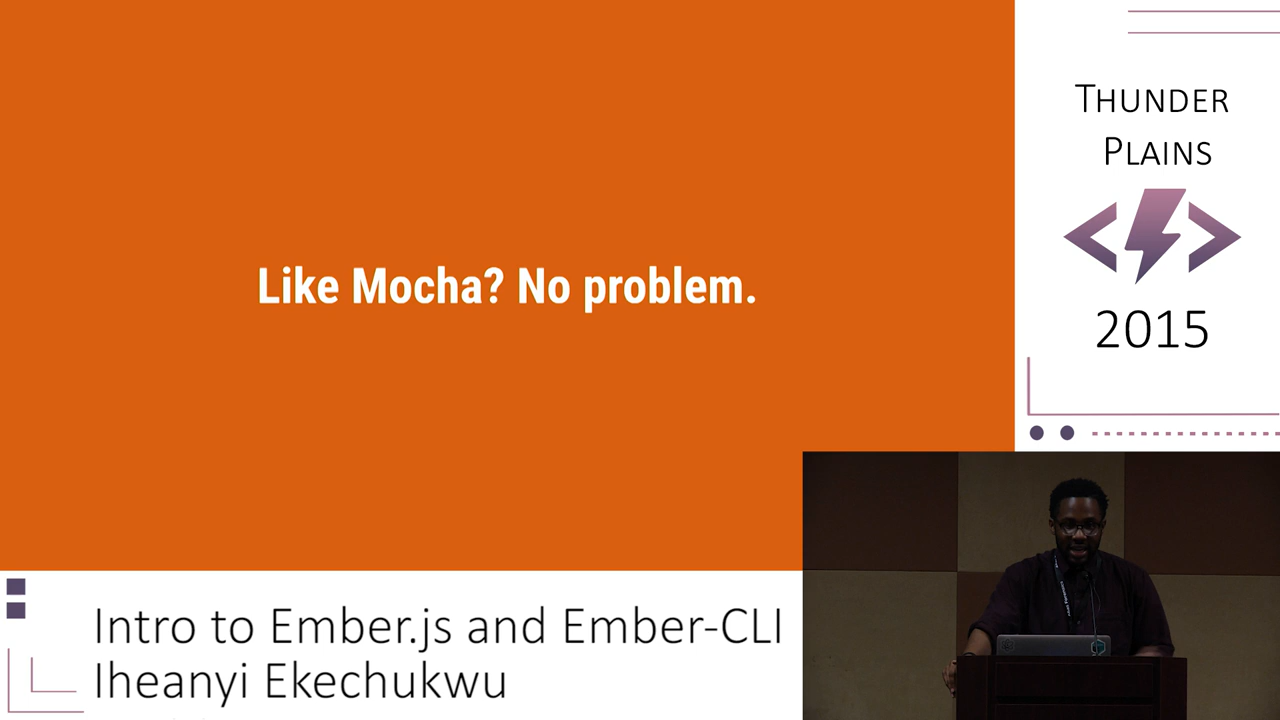 Like Mocha? No problem.
THUNDER
PLAINS
2015
Intro to Ember.js and Ember-CLI
Iheanyi Ekechukwu